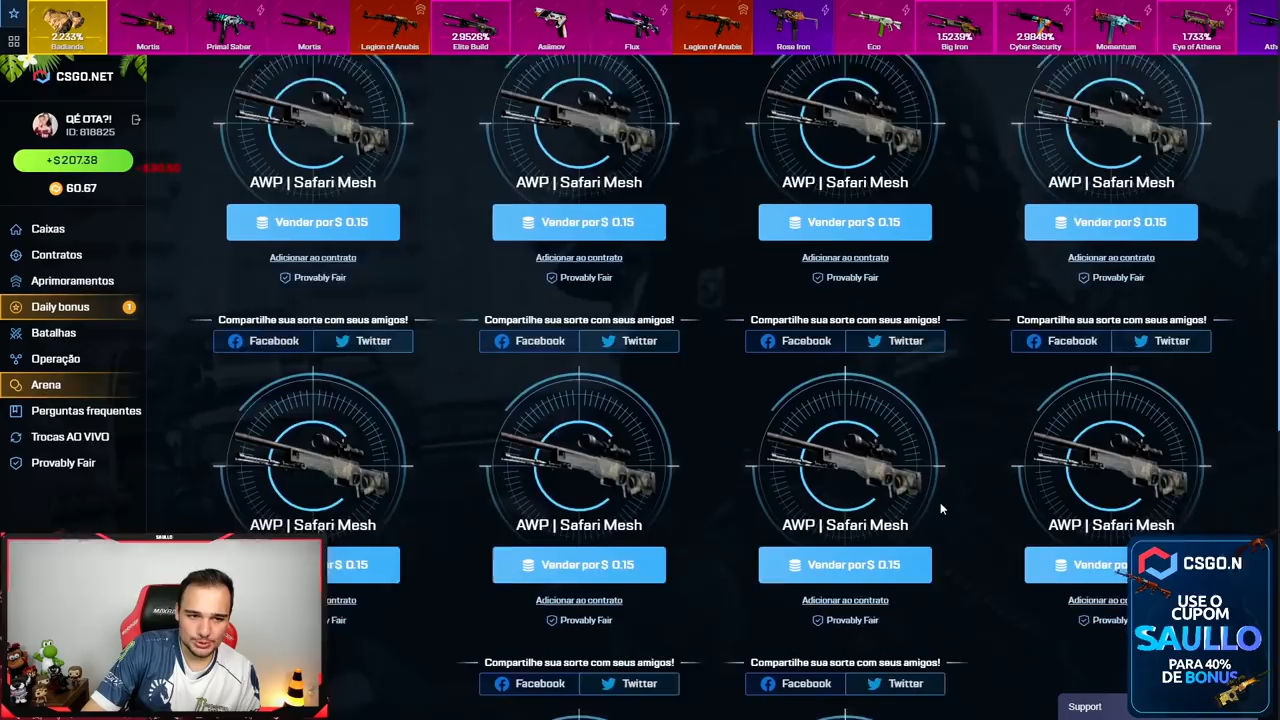 2.233%
Badlands
Mortis
Primal Saber
Mortis
Legion of Anubis
2.9526%
Elite Build
Asiimov
Flux
Legion of Anubis
Rose Iron
Eco
1.5239%
Big Iron
2.9849%
Cyber Security
Momentum
1.733%
Eye of Athena
Ath
CSGO.NET
QÉ OTA?!
ID: 818825
+$207.38
60.67
Caixas
Contratos
Aprimoramentos
Daily bonus 1
Batalhas
Operação
Arena
Perguntas frequentes
Trocas AO VIVO
Provably Fair
AWP | Safari Mesh AWP | Safari Mesh AWP | Safari Mesh AWP | Safari Mesh
Vender por $ 0.15 Vender por $ 0.15 Vender por $ 0.15 Vender por $ 0.15
Adicionar ao contrato Adicionar ao contrato Adicionar ao contrato Adicionar ao contrato
Provably Fair Provably Fair Provably Fair Provably Fair
Compartilhe sua sorte com seus amigos! Compartilhe sua sorte com seus amigos! Compartilhe sua sorte com seus amigos! Compartilhe sua sorte com seus amigos!
Facebook Twitter Facebook Twitter Facebook Twitter Facebook Twitter
AWP | Safari Mesh AWP | Safari Mesh AWP | Safari Mesh AWP | Safari Mesh
$ 0.15 Vender por $ 0.15 Vender por $ 0.15 Vender po
contrato Adicionar ao contrato Adicionar ao contrato Adicionar ao c
Fair Provably Fair Provably Fair Provably
Compartilhe sua sorte com seus amigos! Compartilhe sua sorte com seus amigos!
Facebook Twitter Facebook Twitter
SAULLO
CSGO.N
USE O
CUPOM
SAULLO
PARA 40%
DE BONUS
Support